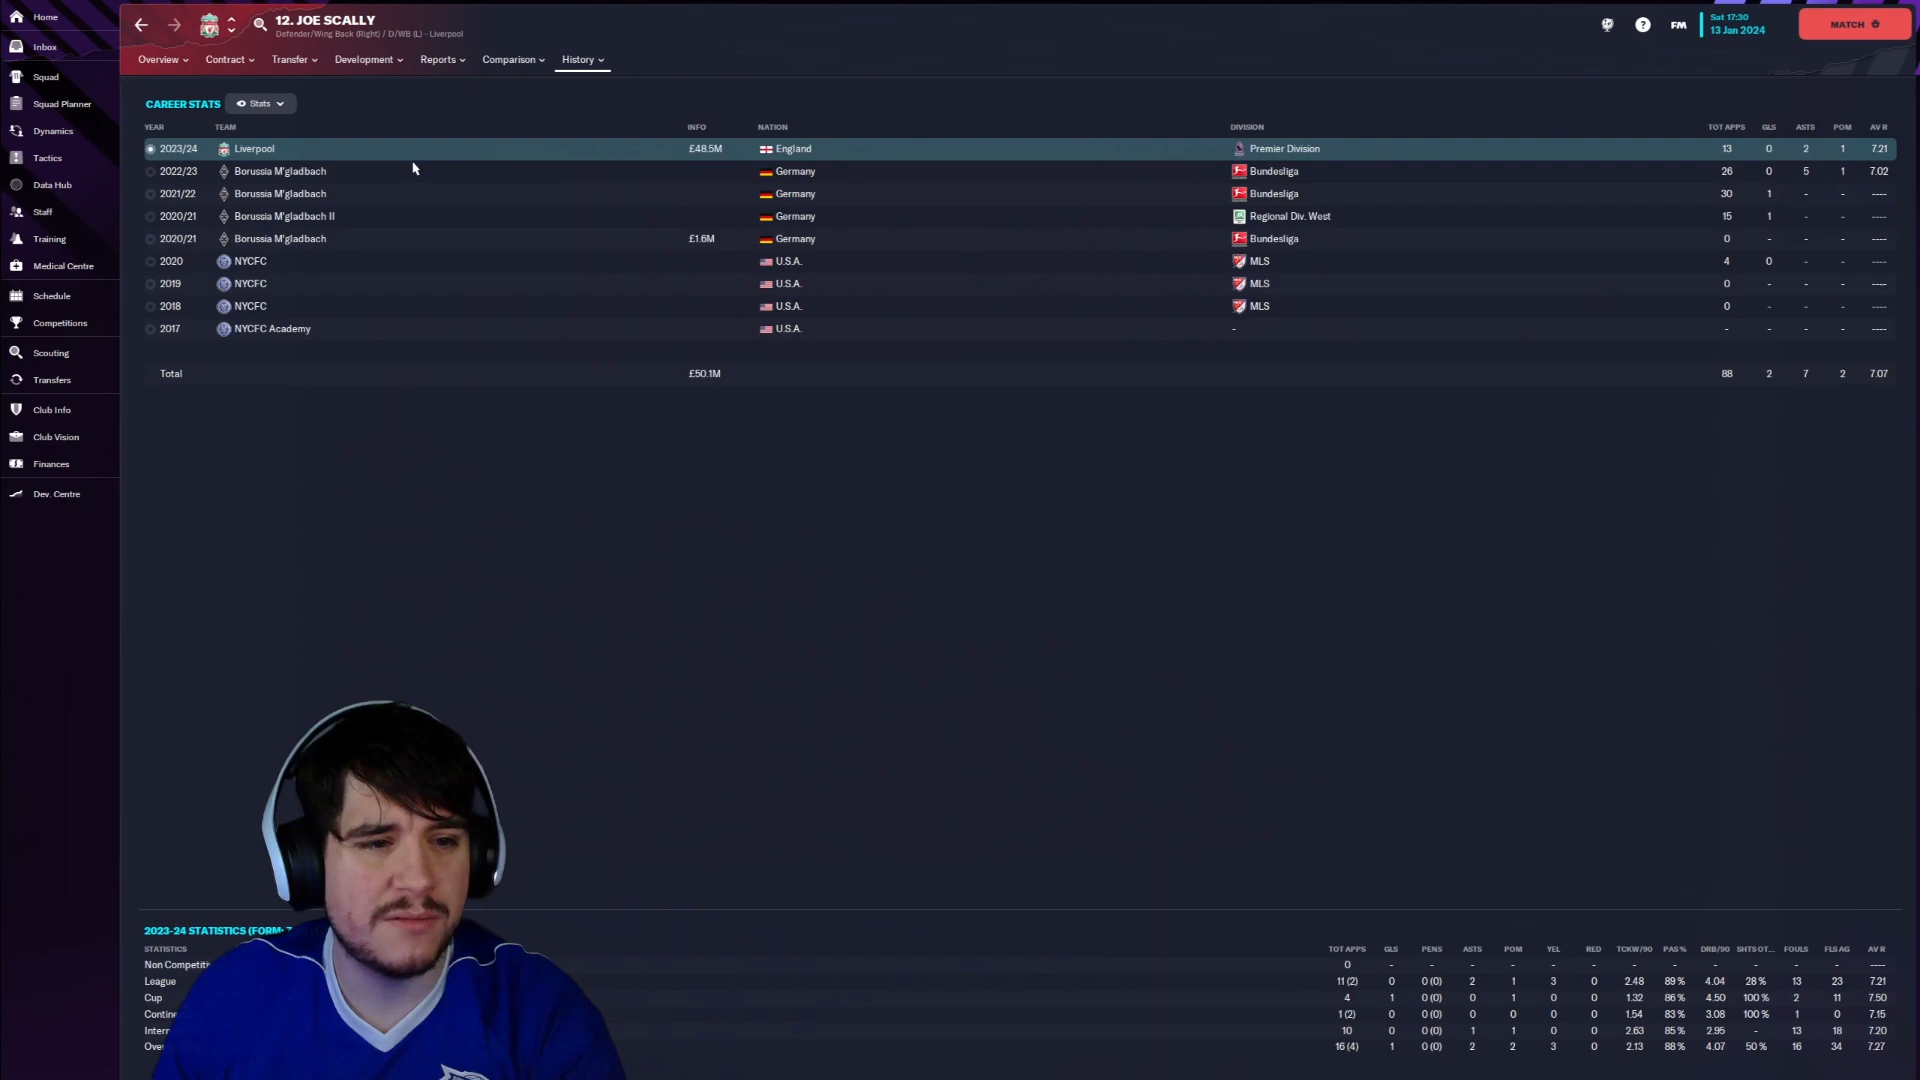 Home
Inbox
Squad
Squad Planner
Dynamics
Tactics
Data Hub
Staff
Training
Medical Centre
Schedule
Competitions
Scouting
Transfers
Club Info
Club Vision
Finances
Dev. Centre
12. JOE SCALLY
Defender/Wing Back (Right) / D/WB (L) - Liverpool
FM
Sat 17:30
13 Jan 2024
MATCH
Overview Contract Transfer Development Reports Comparison History
CAREER STATS Stats
YEAR TEAM INFO NATION DIVISION TOT APPS GLS ASTS POM AV R
2023/24 Liverpool £48.5M England Premier Division 13 0 2 1 7.21
2022/23 Borussia M'gladbach Germany Bundesliga 26 0 5 1 7.02
2021/22 Borussia M'gladbach Germany Bundesliga 30 1 - - ----
2020/21 Borussia M'gladbach II Germany Regional Div. West 15 1 - - ----
2020/21 Borussia M'gladbach £1.6M Germany Bundesliga 0 - - - ----
2020 NYCFC U.S.A. MLS 4 0 - - ----
2019 NYCFC U.S.A. MLS 0 - - - ----
2018 NYCFC U.S.A. MLS 0 - - - ----
2017 NYCFC Academy U.S.A. - - - - - ----
Total £50.1M 88 2 7 2 7.07
2023-24 STATISTICS (FORM:
STATISTICS TOT APPS GLS PENS ASTS POM YEL RED TCKW/90 PAS % DRB/90 SHTS OT... FOULS FLS AG AV R
Non Competiti 0 - - - - - - - - - - - - ----
League 11 (2) 0 0 (0) 2 1 3 0 2.48 89 % 4.04 28 % 13 23 7.21
Cup 4 1 0 (0) 0 1 0 0 1.32 86 % 4.50 100 % 2 11 7.50
Contine 1 (2) 0 0 (0) 0 0 0 0 1.54 83 % 3.08 100 % 1 0 7.15
Intern 10 0 0 (0) 1 1 0 0 2.63 85 % 2.95 - 13 18 7.20
Over 16 (4) 1 0 (0) 2 2 3 0 2.13 88 % 4.07 50 % 16 34 7.27